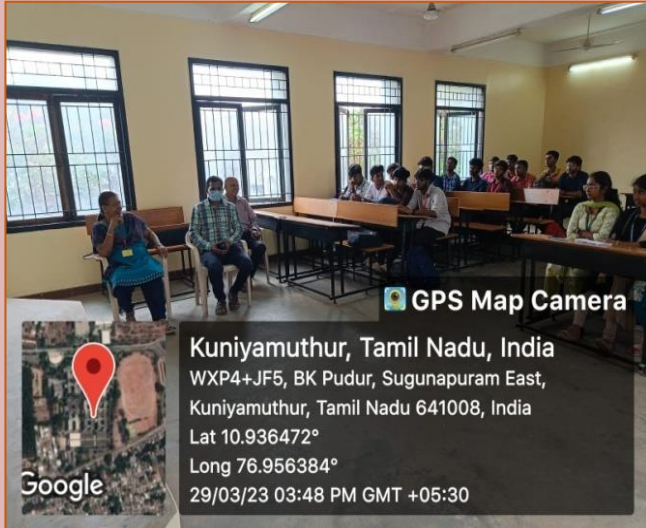 GPS Map Camera
Kuniyamuthur, Tamil Nadu, India
WXP4+JF5, BK Pudur, Sugunapuram East,
Kuniyamuthur, Tamil Nadu 641008, India
Lat 10.936472°
Long 76.956384°
29/03/23 03:48 PM GMT +05:30
Google